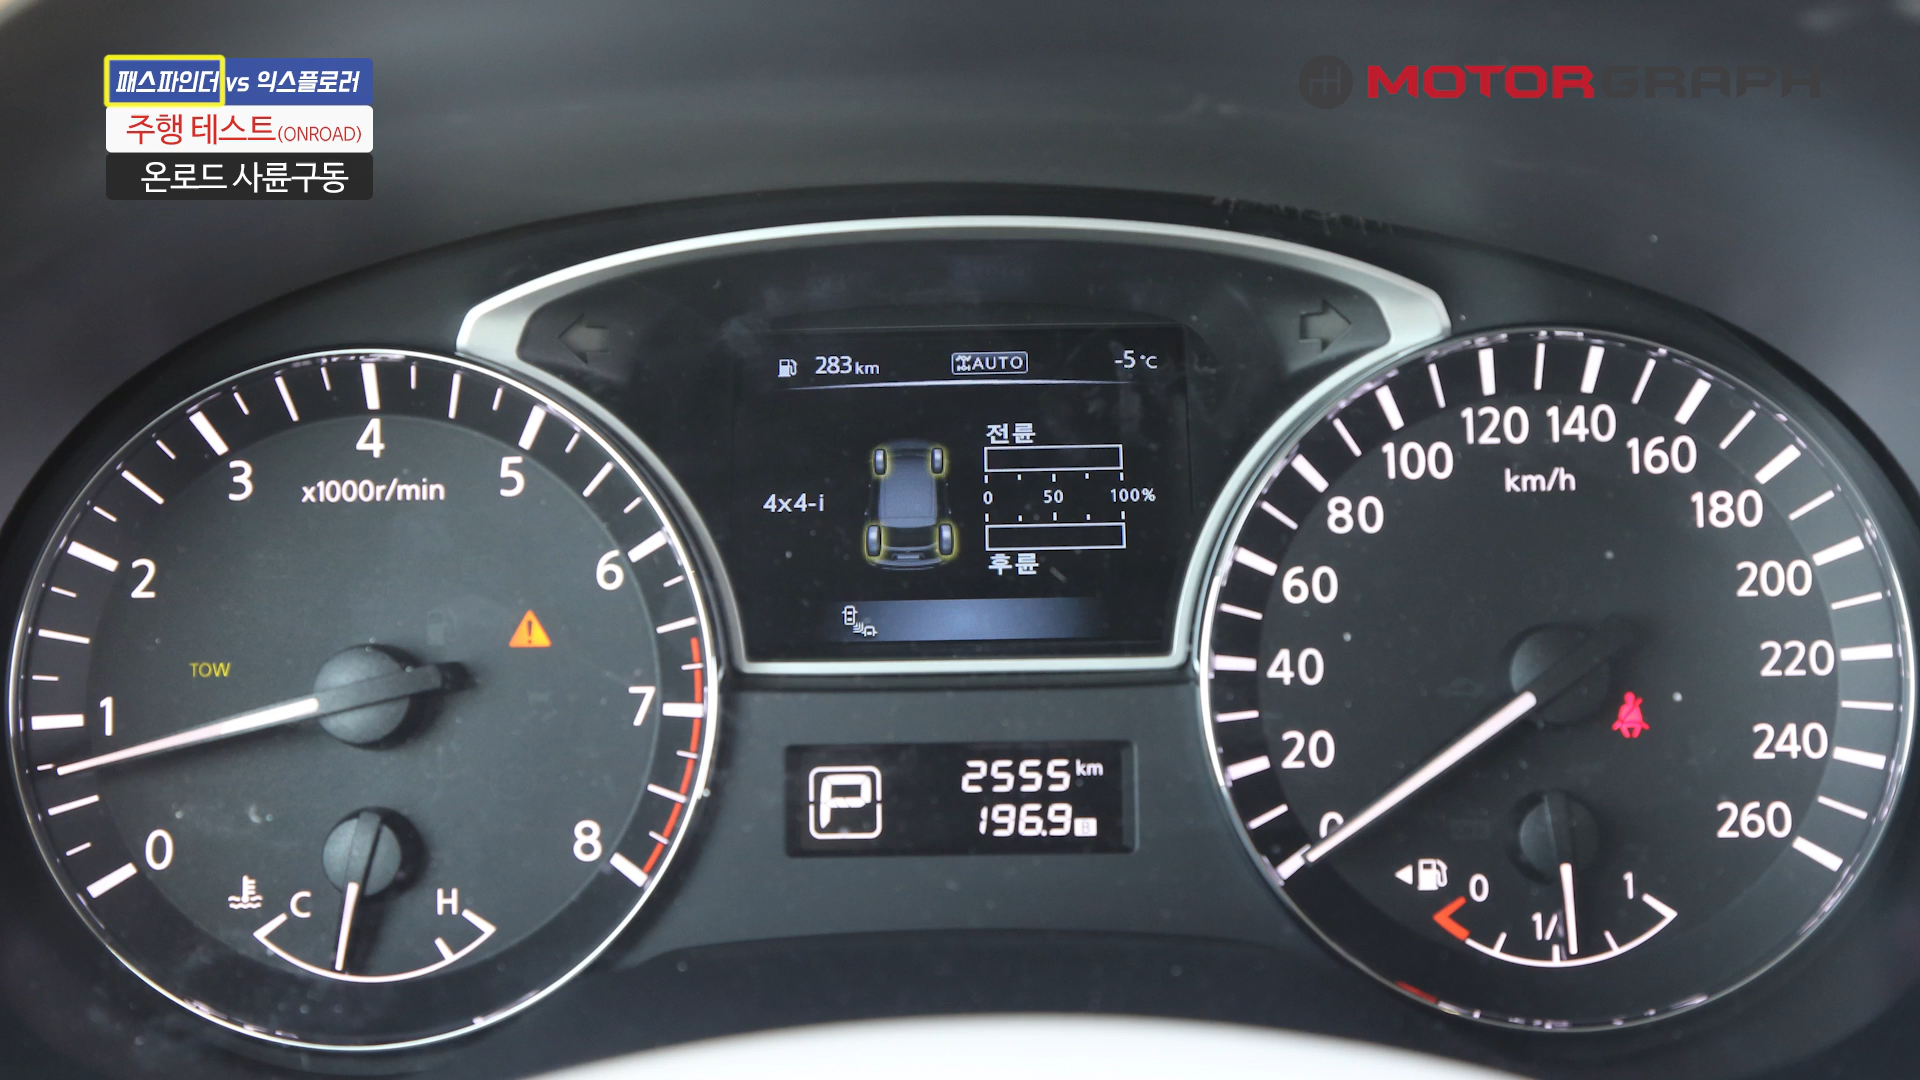 패스파인더 vs 익스플로러
주행 테스트(ONROAD)
온로드 사륜구동
MOTORGRAPH
283km
AUTO
-5°C
전륜
4x4-i
0 50 100%
후륜
0 1 2 3 4 5 6 7 8
x1000r/min
TOW
C H
P
2555 km
196.9 B
0 20 40 60 80 100 120 140 160 180 200 220 240 260
km/h
0 1/ 1